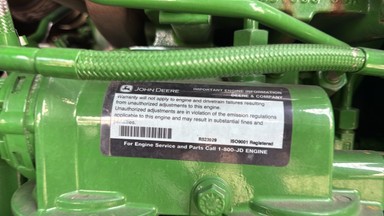 JOHN DEERE
IMPORTANT ENGINE INFORMATION
DEERE & COMPANY
Warranty will not apply to engine and drivetrain failures resulting
from unauthorized adjustments to this engine.
Unauthorized adjustments are in violation of the emission regulations
applicable to this engine and may result in substantial fines and
penalties.
ISO9001 Registered
For Engine Service and Parts Call 1-800-JD ENGINE